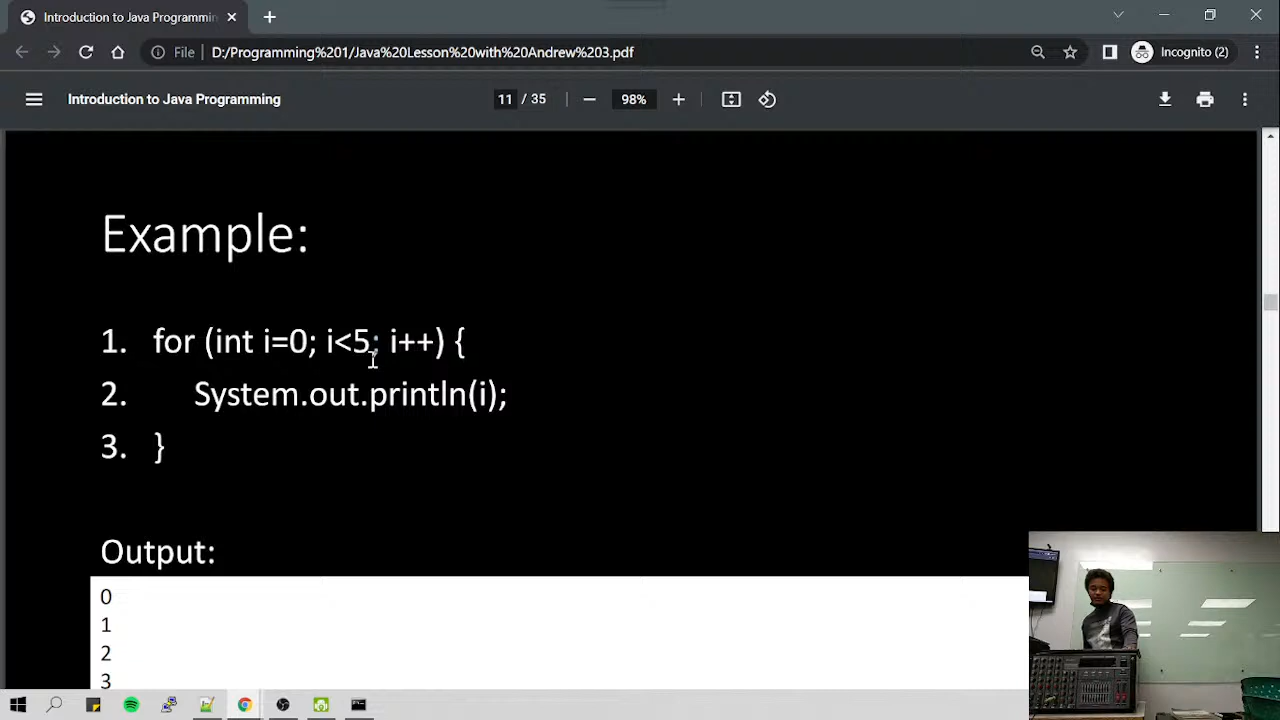 Introduction to Java Programmin
File D:/Programming%201/Java%20Lesson%20with%20Andrew%203.pdf Incognito (2)
Introduction to Java Programming 11 / 35 98%
Example:
1. for (int i=0; i<5; i++) {
2. System.out.println(i);
3. }
Output:
0
1
2
3